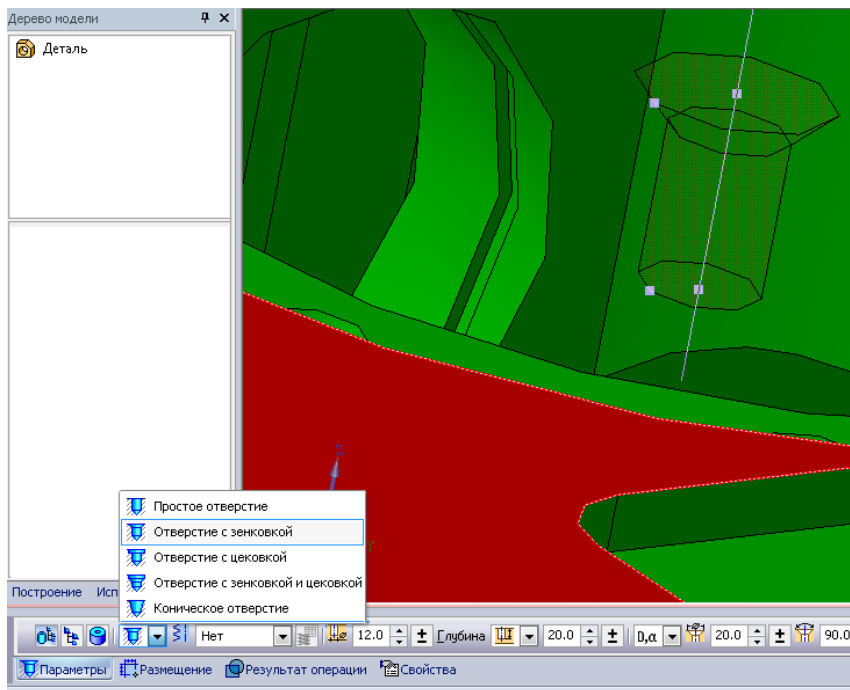 Дерево модели
Деталь
Z
Y
Простое отверстие
Отверстие с зенковкой
Отверстие с цековкой
Отверстие с зенковкой и цековкой
Коническое отверстие
Построение Исп
Нет 12.0 Глубина 20.0 D,α 20.0 90.0
Параметры Размещение Результат операции Свойства